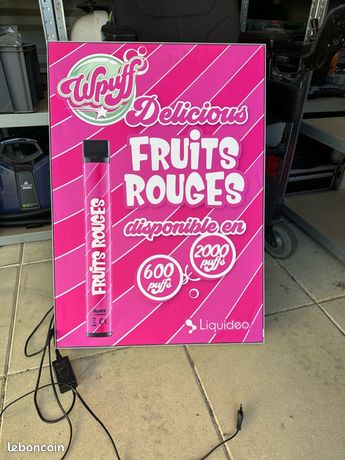 Wpuff
Delicious
FRUITS
ROUGES
disponible en
600
puffs
2000
puffs
FRUITS ROUGES
Liquideo
leboncoin